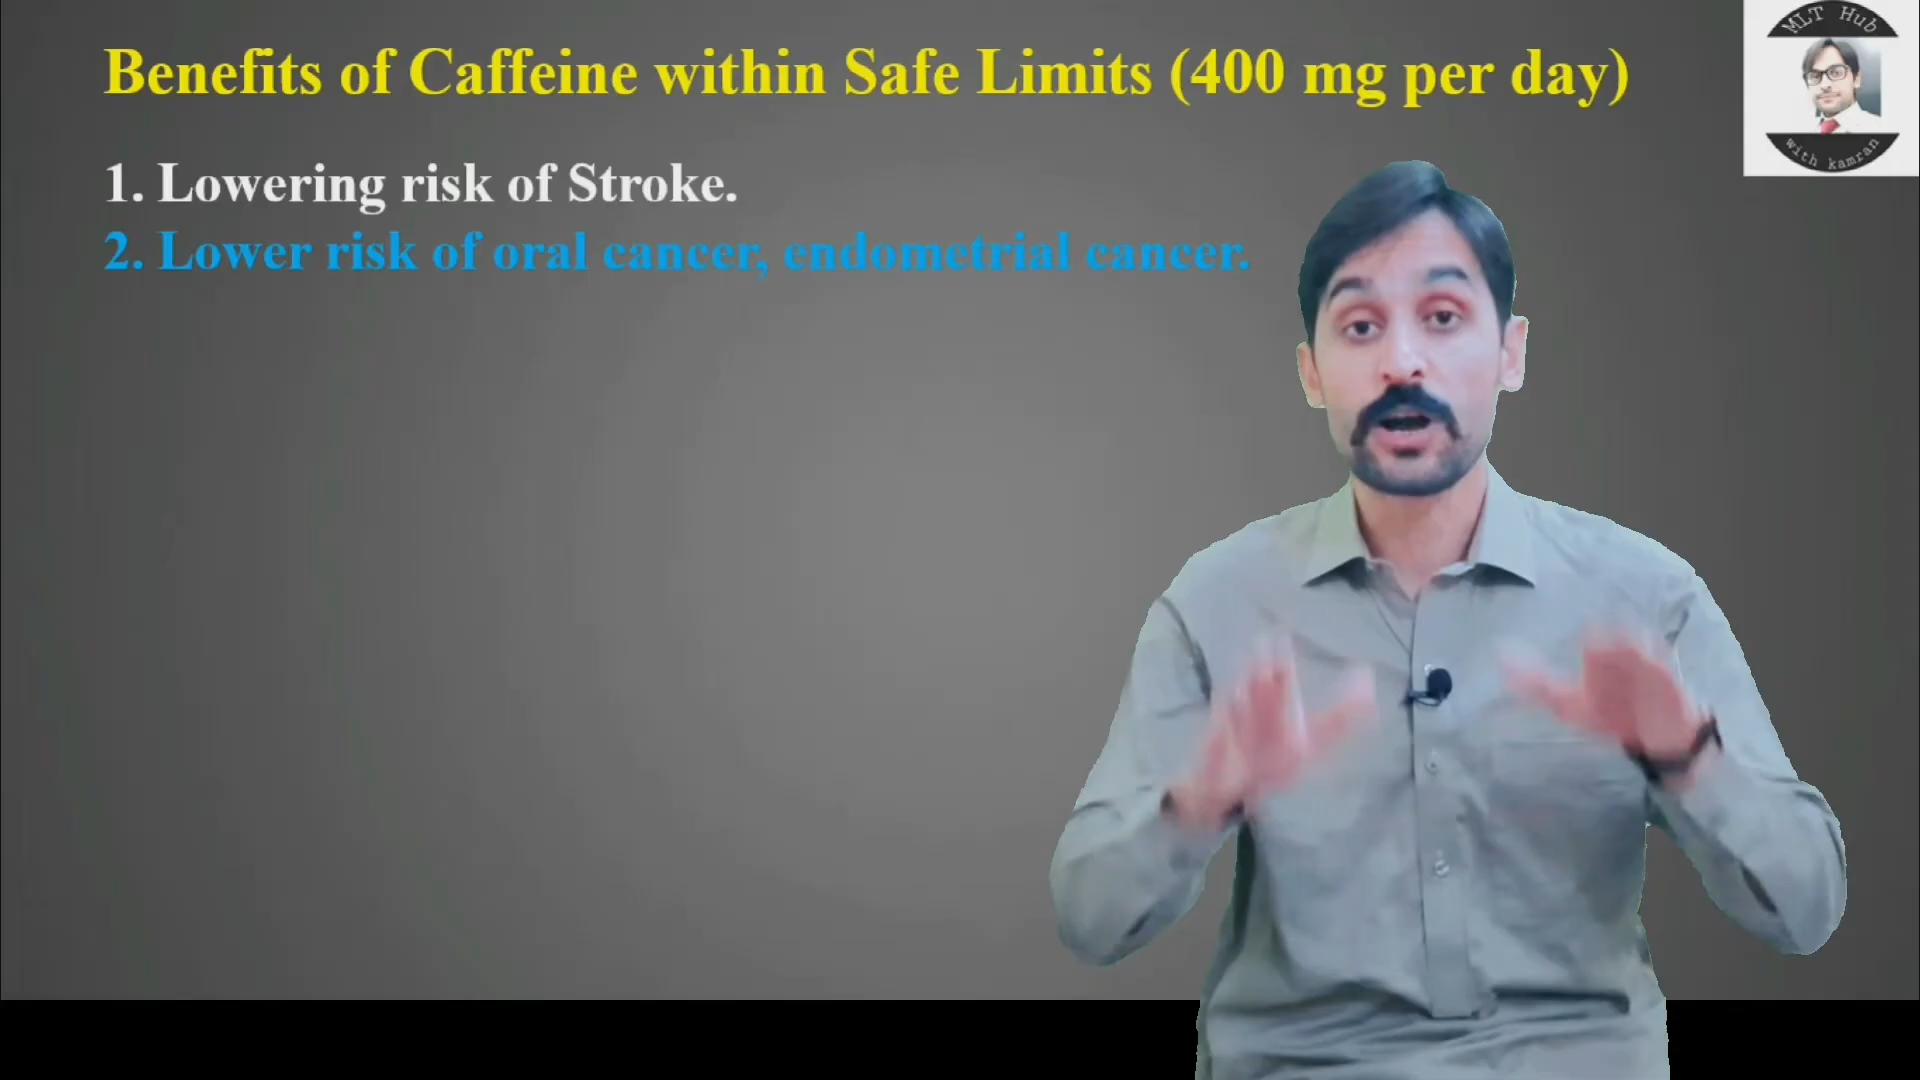 Benefits of Caffeine within Safe Limits (400 mg per day)
MLT Hub
with kamran
1. Lowering risk of Stroke.
2. Lower risk of oral cancer, endometrial cancer.